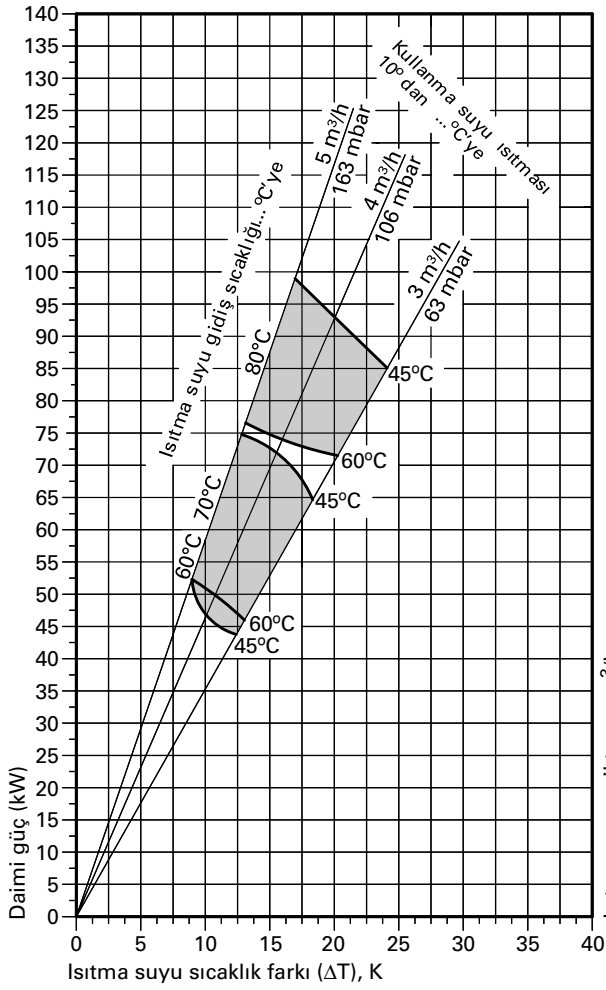 140
135
130
125
120
115
110
105
100
95
90
85
80
75
70
65
60
55
50
45
40
35
30
25
20
15
10
5
0
Daimi güç (kW)
0 5 10 15 20 25 30 35 40
Isıtma suyu sıcaklık farkı (ΔT), K
Isıtma suyu gidiş sıcaklığı... ºC'ye
Kullanma suyu ısıtması
10º dan ... ºC'ye
5 m³/h
163 mbar
4 m³/h
106 mbar
3 m³/h
63 mbar
80°C
45°C
60°C
70°C
45°C
60°C
60°C
45°C